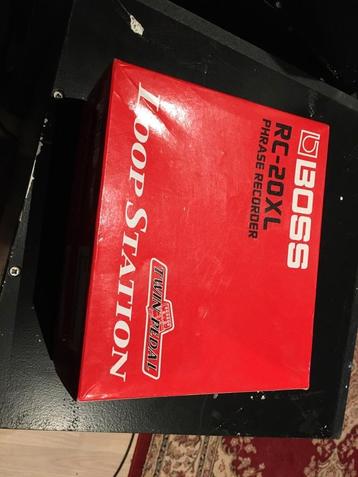 BOSS
RC-20XL
PHRASE RECORDER
TWIN PEDAL
LOOP STATION